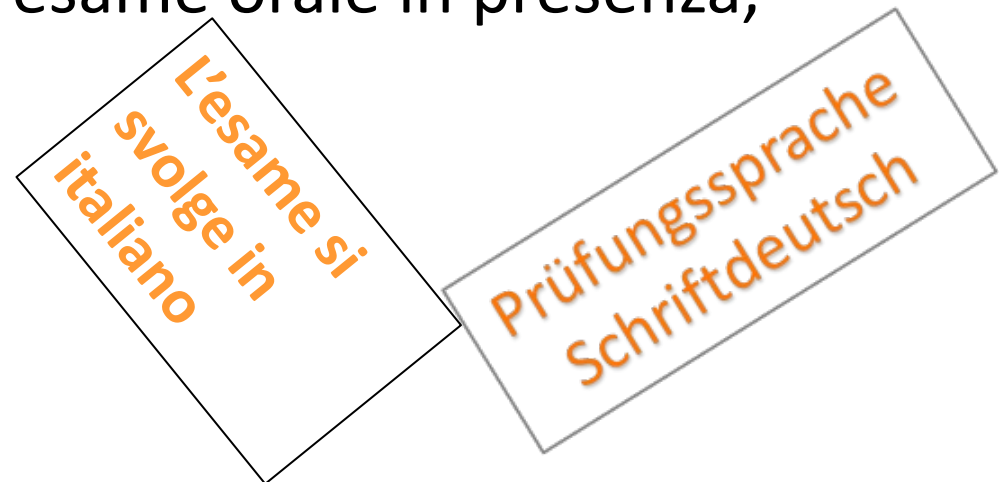 esame orale in presenza,
L'esame si
svolge in
italiano
Prüfungssprache
Schriftdeutsch